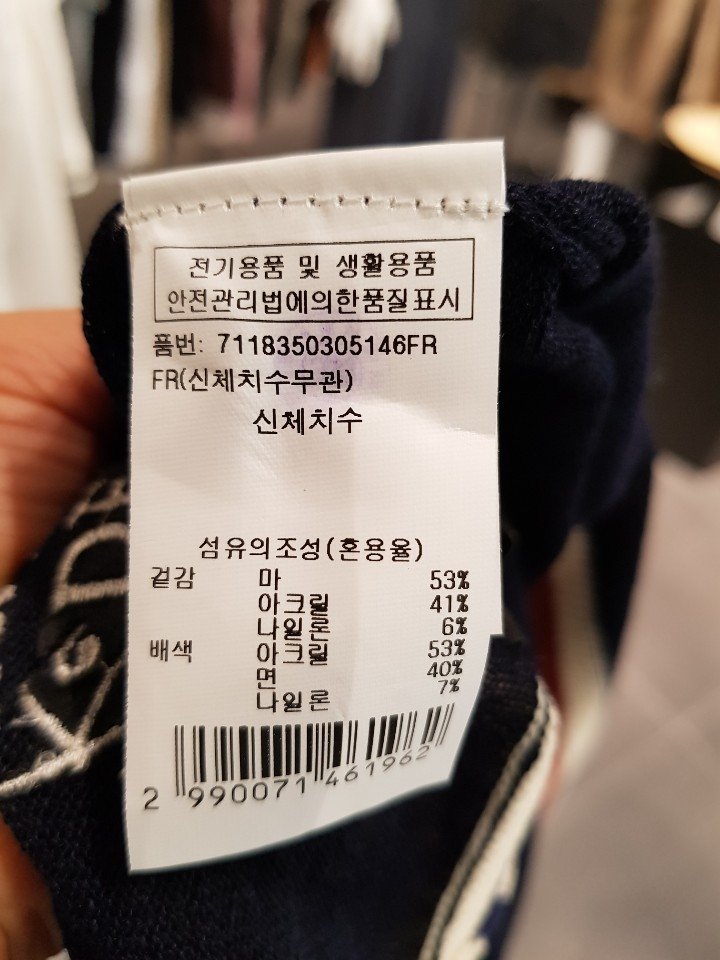 전기용품 및 생활용품
안전관리법에의한품질표시
품번: 7118350305146FR
FR(신체치수무관)
신체치수
섬유의조성(혼용율)
겉감 마 53%
아크릴 41%
나일론 6%
배색 아크릴 53%
면 40%
나일론 7%
2 990071 461962